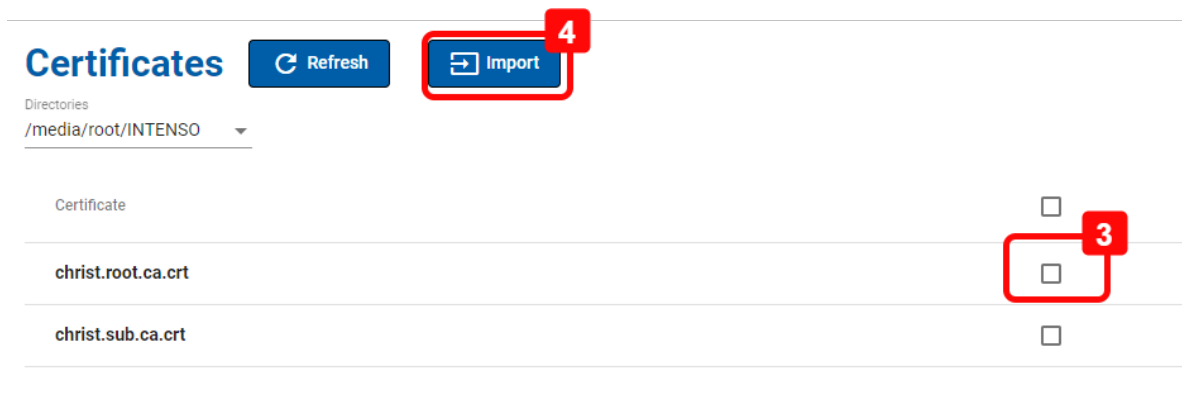 4
Certificates Refresh Import
Directories
/media/root/INTENSO
Certificate
3
christ.root.ca.crt
christ.sub.ca.crt